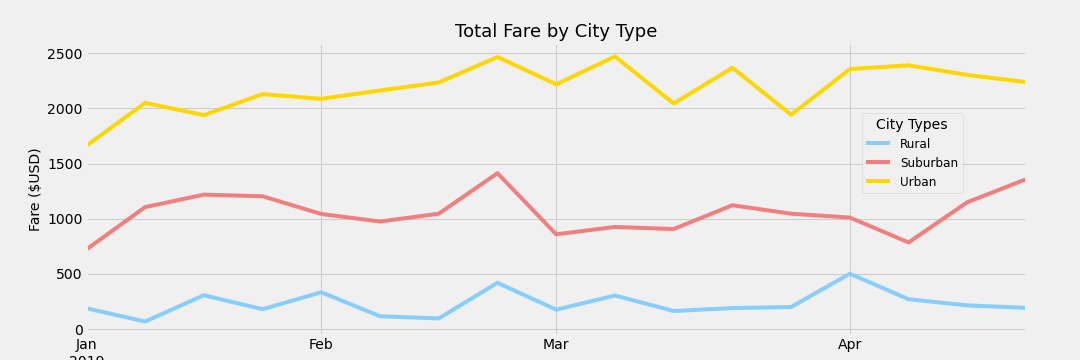 Total Fare by City Type
2500
2000
1500
1000
500
0
Fare ($USD)
City Types
Rural
Suburban
Urban
Jan Feb Mar Apr